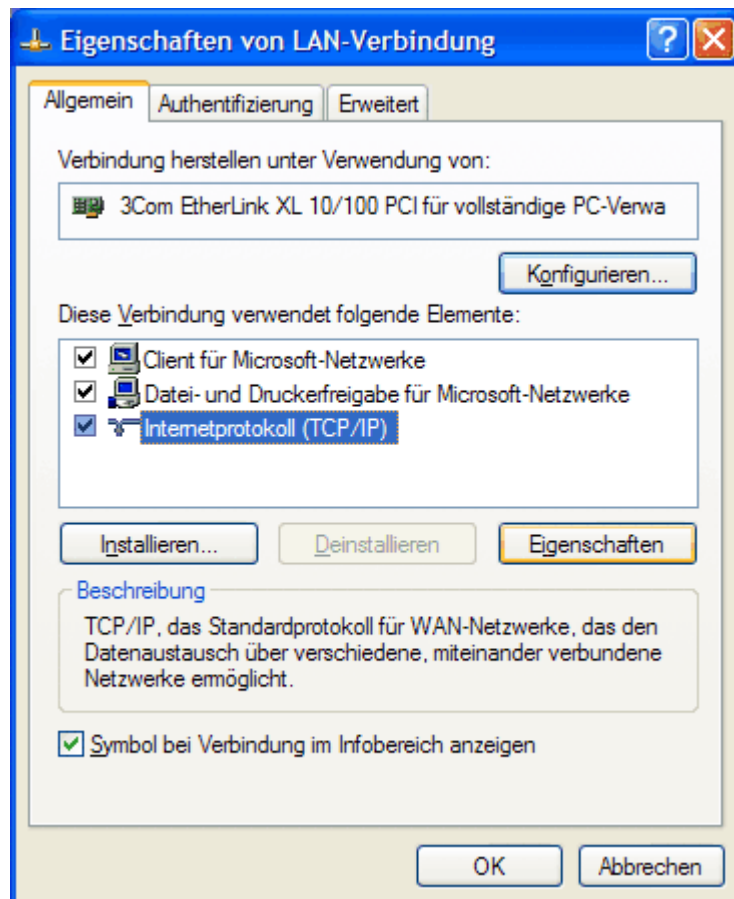 Eigenschaften von LAN-Verbindung
Allgemein Authentifizierung Erweitert
Verbindung herstellen unter Verwendung von:
3Com EtherLink XL 10/100 PCI für vollständige PC-Verwa
Konfigurieren...
Diese Verbindung verwendet folgende Elemente:
Client für Microsoft-Netzwerke
Datei- und Druckerfreigabe für Microsoft-Netzwerke
Internetprotokoll (TCP/IP)
Installieren... Deinstallieren Eigenschaften
Beschreibung
TCP/IP, das Standardprotokoll für WAN-Netzwerke, das den
Datenaustausch über verschiedene, miteinander verbundene
Netzwerke ermöglicht.
Symbol bei Verbindung im Infobereich anzeigen
OK Abbrechen